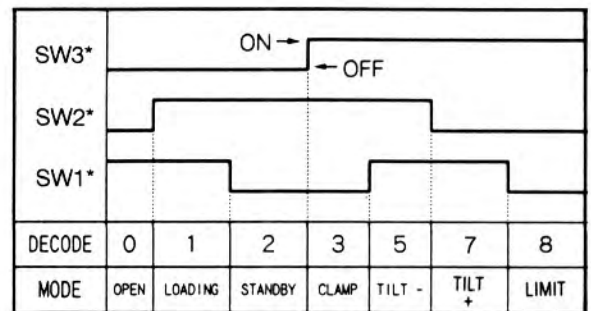 SW3* ON→ ←OFF
SW2*
SW1*
DECODE 0 1 2 3 5 7 8
MODE OPEN LOADING STANDBY CLAMP TILT - TILT + LIMIT